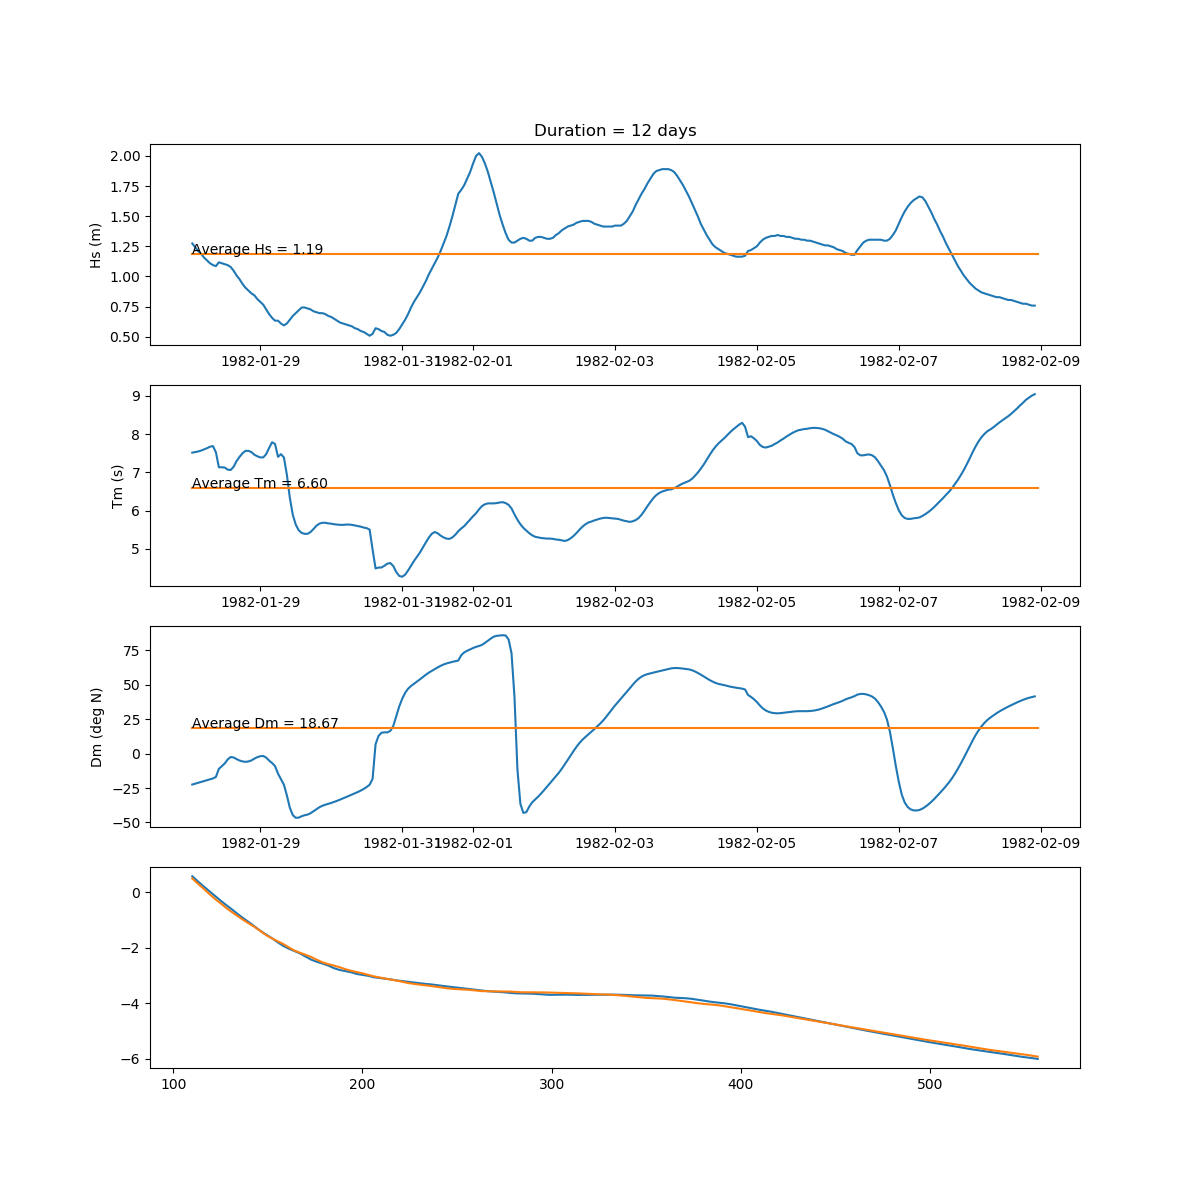 Duration = 12 days
2.00
1.75
1.50
1.25
1.00
0.75
0.50
Hs (m)
Average Hs = 1.19
1982-01-29 1982-01-31 1982-02-01 1982-02-03 1982-02-05 1982-02-07 1982-02-09
9
8
7
6
5
Tm (s)
Average Tm = 6.60
1982-01-29 1982-01-31 1982-02-01 1982-02-03 1982-02-05 1982-02-07 1982-02-09
75
50
25
0
−25
−50
Dm (deg N)
Average Dm = 18.67
1982-01-29 1982-01-31 1982-02-01 1982-02-03 1982-02-05 1982-02-07 1982-02-09
0
−2
−4
−6
100 200 300 400 500